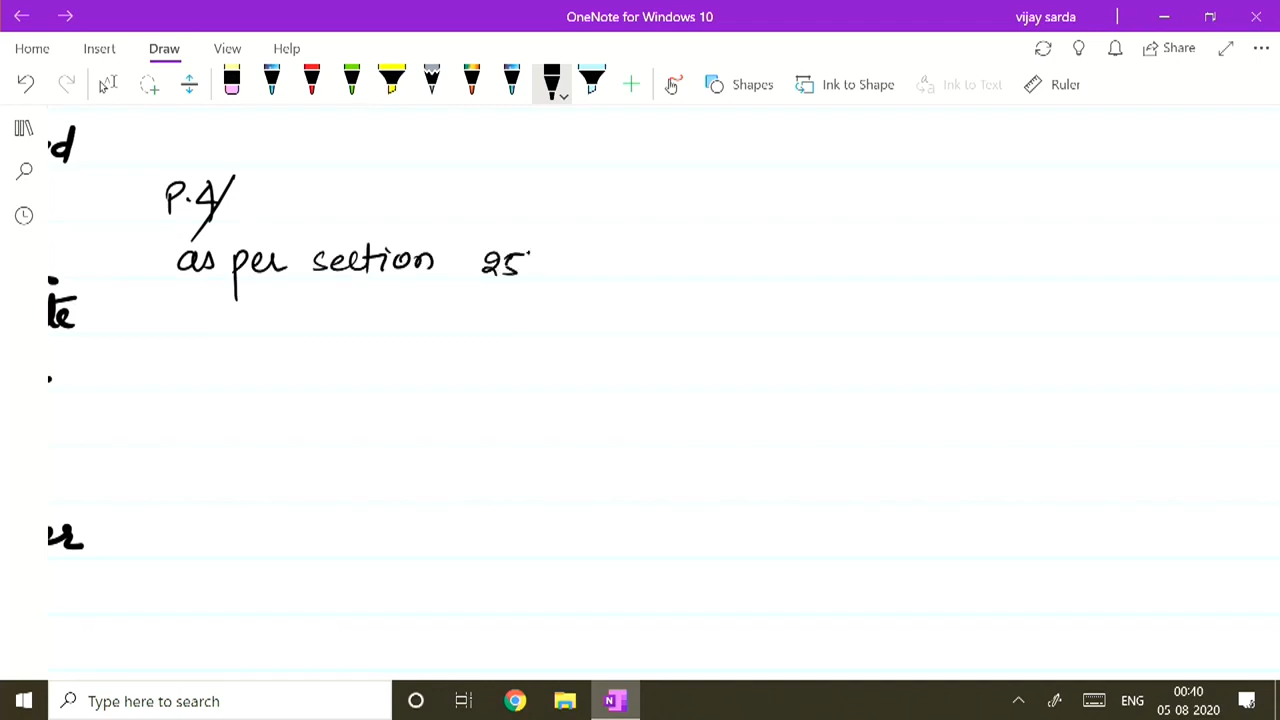 OneNote for Windows 10
vijay sarda
Home Insert Draw View Help
Share
Shapes Ink to Shape Ink to Text Ruler
P.4/
as per section 25
Type here to search
ENG
00:40
05-08-2020